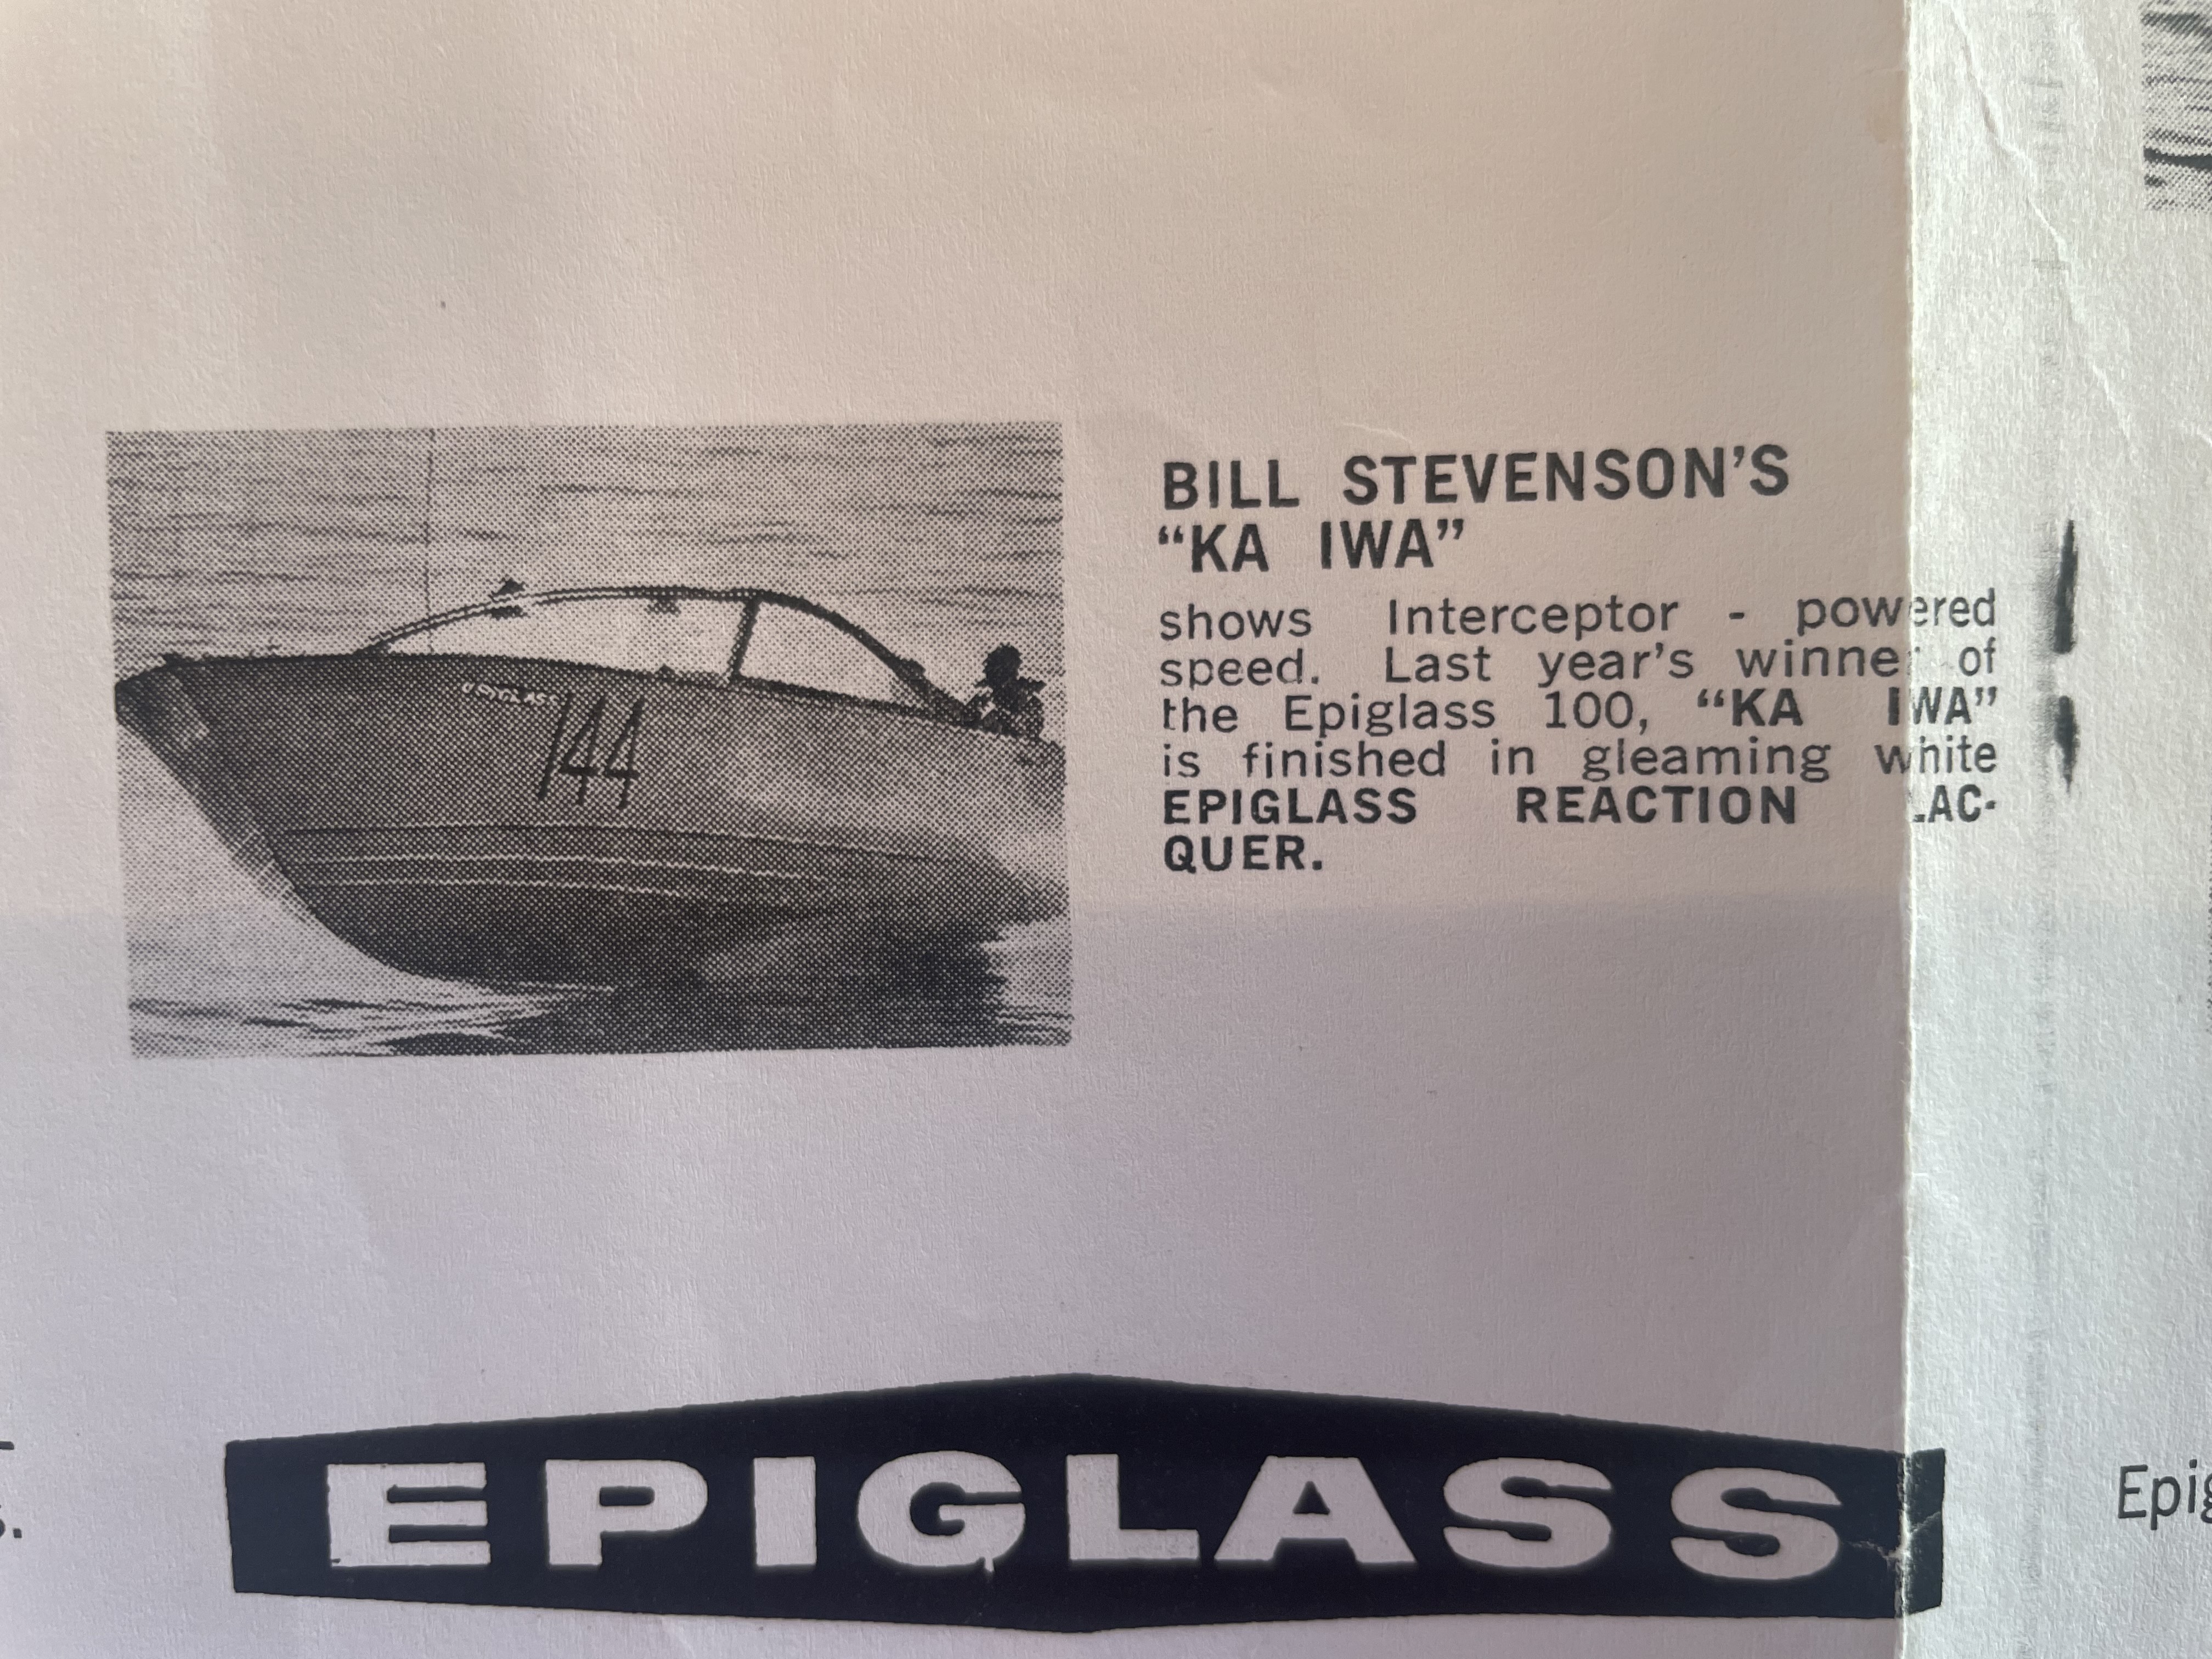 BILL STEVENSON'S
“KA IWA”
shows Interceptor - powered
speed. Last year's winner of
the Epiglass 100, “KA IWA”
is finished in gleaming white
EPIGLASS REACTION LAC-
QUER.
EPIGLASS
144
EPIGLASS
Epig